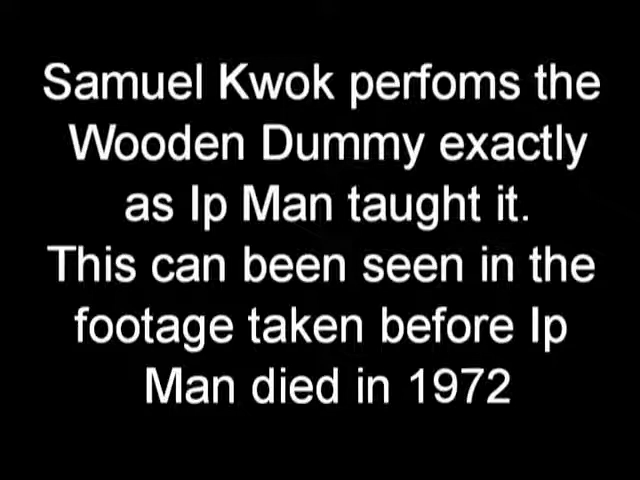 Samuel Kwok perfoms the
Wooden Dummy exactly
as Ip Man taught it.
This can been seen in the
footage taken before Ip
Man died in 1972